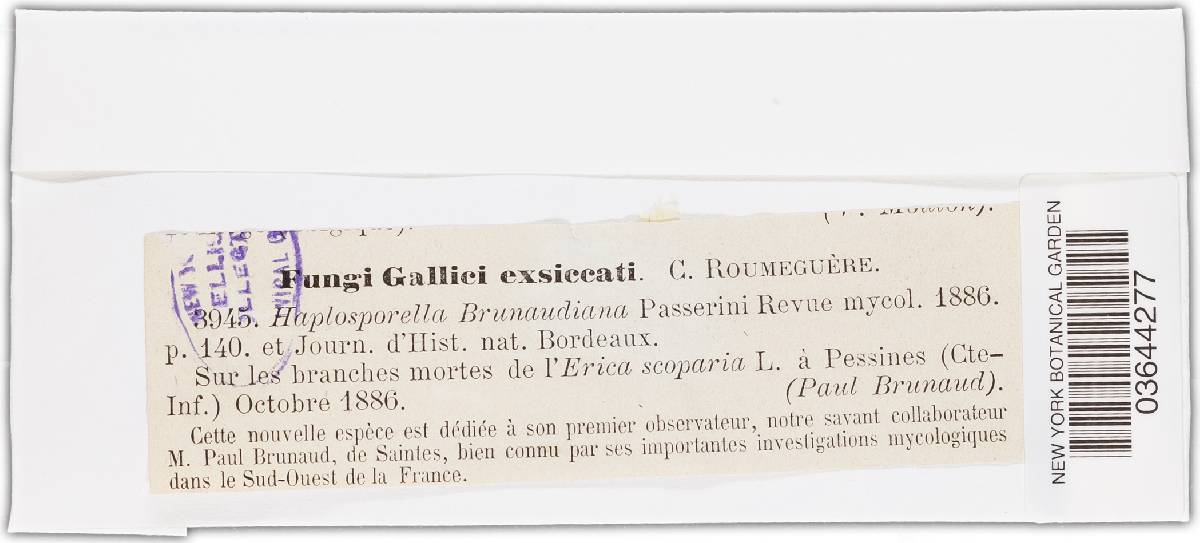 Fungi Gallici exsiccati. C. ROUMEGUÈRE.
3945. Haplosporella Brunaudiana Passerini Revue mycol. 1886.
p. 140. et Journ. d'Hist. nat. Bordeaux.
Sur les branches mortes de l'Erica scoparia L. à Pessines (Cte-
Inf.) Octobre 1886. (Paul Brunaud).
Cette nouvelle espèce est dédiée à son premier observateur, notre savant collaborateur
M. Paul Brunaud, de Saintes, bien connu par ses importantes investigations mycologiques
dans le Sud-Ouest de la France.
NEW YORK BOTANICAL GARDEN
03644277